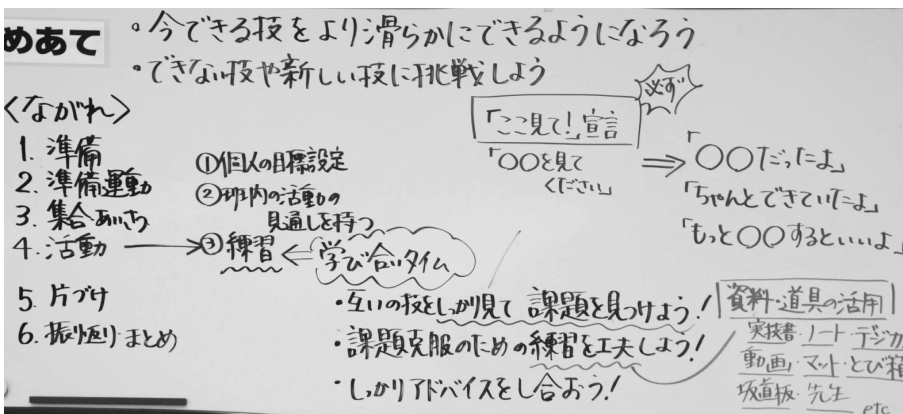 めあて
・今できる技をより滑らかにできるようになろう
・できない技や新しい技に挑戦しよう
〈ながれ〉
1. 準備
2. 準備運動
3. 集合あいさつ
4. 活動
5. 片づけ
6. 振り返り・まとめ
①個人の目標設定
②班内の活動の
見通しを持つ
③練習
学び合いタイム
・互いの技をしっかり見て 課題を見つけよう!
・課題克服のための練習を工夫しよう!
・しっかりアドバイスをし合おう!
「ここ見て!」宣言
必ず
「〇〇を見て
ください」
「〇〇だったよ」
「ちゃんとできていたよ」
「もっと〇〇するといいよ」
資料・道具の活用
実技書・ノート・デジカ
動画・マット・とび箱
坂道板・先生
etc